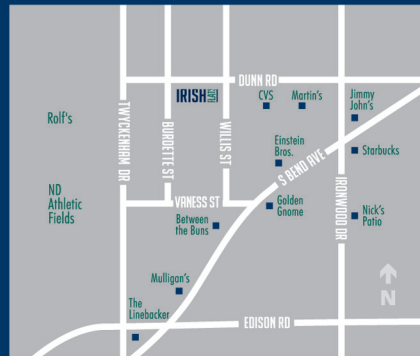 DUNN RD
IRISH
FLATS
CVS
Martin's
Jimmy
John's
Rolf's
TWYCKENHAM DR
BURDETTE ST
WILLIS ST
Einstein
Bros.
S BEND AVE
Starbucks
IRONWOOD DR
ND
Athletic
Fields
VANESS ST
Golden
Gnome
Nick's
Patio
Between
the Buns
Mulligan's
N
The
Linebacker
EDISON RD